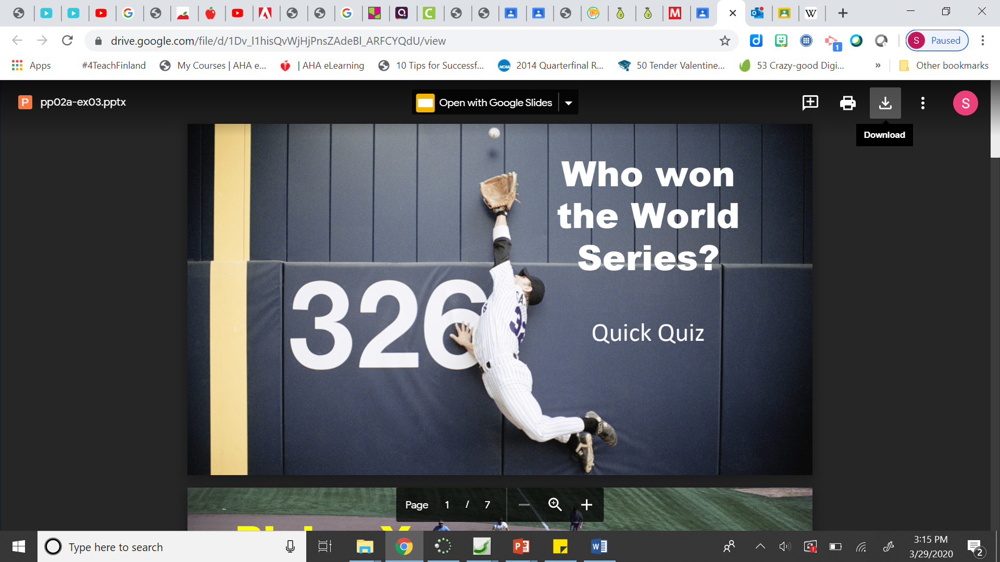 drive.google.com/file/d/1Dv_l1hisQvWjHjPnsZAdeBl_ARFCYQdU/view
1
S Paused
Apps #4TeachFinland My Courses | AHA e... | AHA eLearning 10 Tips for Successf... 2014 Quarterfinal R... 50 Tender Valentine... 53 Crazy-good Digi... » Other bookmarks
P pp02a-ex03.pptx Open with Google Slides S
Download
Who won
the World
Series?
326
Quick Quiz
Page 1 / 7
Type here to search
3:15 PM
3/29/2020
2